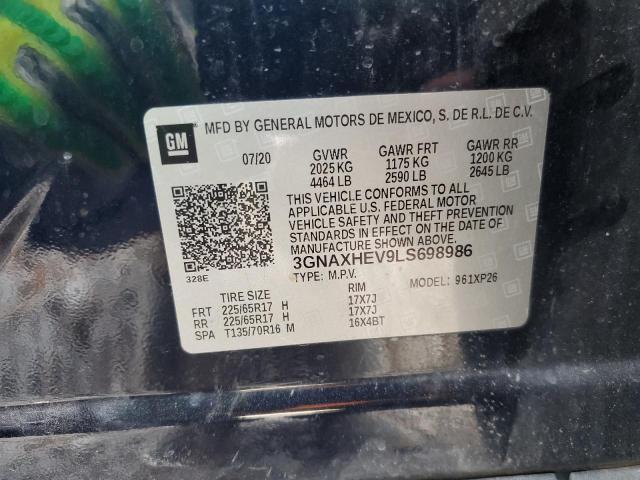 GM
MFD BY GENERAL MOTORS DE MEXICO, S. DE R.L. DE C.V.
07/20 GVWR GAWR FRT GAWR RR
2025 KG 1175 KG 1200 KG
4464 LB 2590 LB 2645 LB
THIS VEHICLE CONFORMS TO ALL
APPLICABLE U.S. FEDERAL MOTOR
VEHICLE SAFETY AND THEFT PREVENTION
STANDARDS IN EFFECT ON THE DATE OF
MANUFACTURE SHOWN ABOVE.
3GNAXHEV9LS698986
328E
TYPE: M.P.V. MODEL: 961XP26
TIRE SIZE RIM
FRT 225/65R17 H 17X7J
RR 225/65R17 H 17X7J
SPA T135/70R16 M 16X4BT